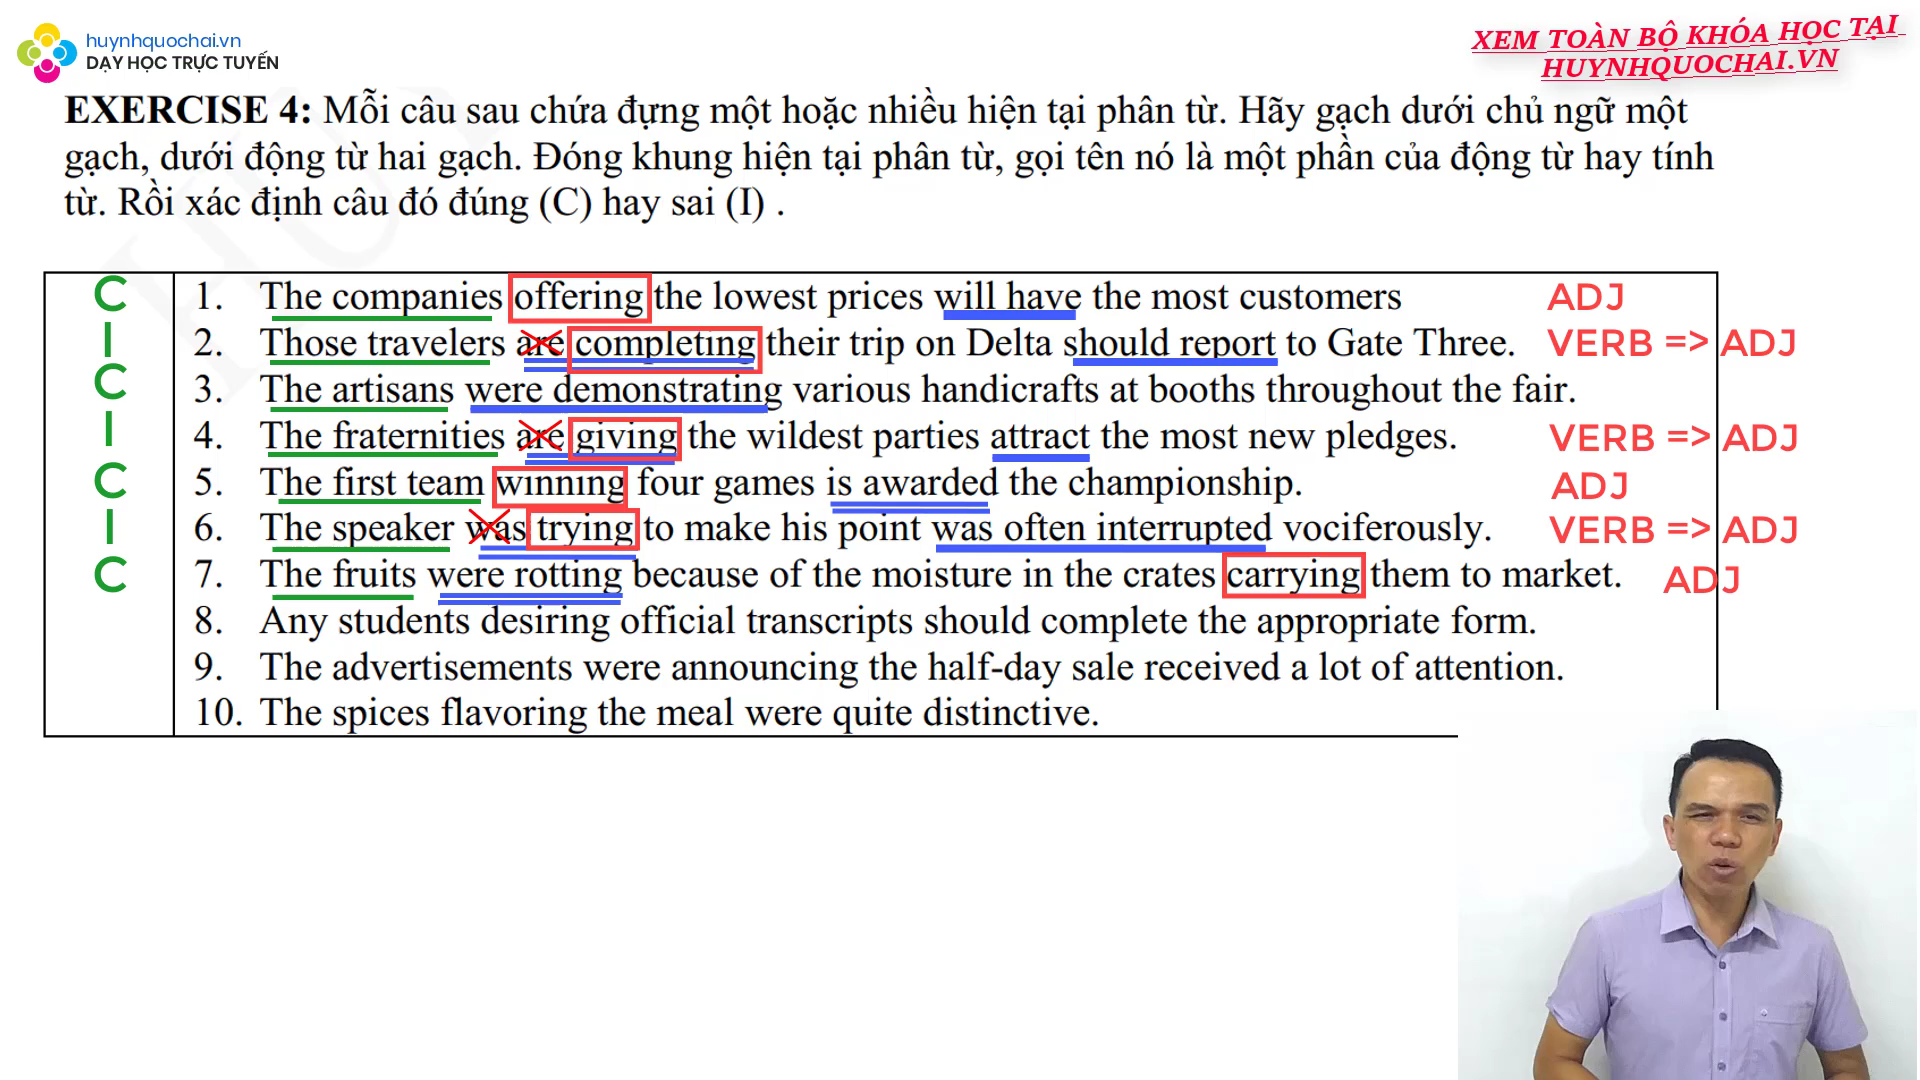 huynhquochai.vn
DẠY HỌC TRỰC TUYẾN
XEM TOÀN BỘ KHÓA HỌC TẠI
HUYNHQUOCHAI.VN
EXERCISE 4: Mỗi câu sau chứa đựng một hoặc nhiều hiện tại phân từ. Hãy gạch dưới chủ ngữ một
gạch, dưới động từ hai gạch. Đóng khung hiện tại phân từ, gọi tên nó là một phần của động từ hay tính
từ. Rồi xác định câu đó đúng (C) hay sai (I) .
C 1. The companies offering the lowest prices will have the most customers ADJ
I 2. Those travelers are completing their trip on Delta should report to Gate Three. VERB => ADJ
C 3. The artisans were demonstrating various handicrafts at booths throughout the fair.
I 4. The fraternities are giving the wildest parties attract the most new pledges. VERB => ADJ
C 5. The first team winning four games is awarded the championship. ADJ
I 6. The speaker was trying to make his point was often interrupted vociferously. VERB => ADJ
C 7. The fruits were rotting because of the moisture in the crates carrying them to market. ADJ
8. Any students desiring official transcripts should complete the appropriate form.
9. The advertisements were announcing the half-day sale received a lot of attention.
10. The spices flavoring the meal were quite distinctive.